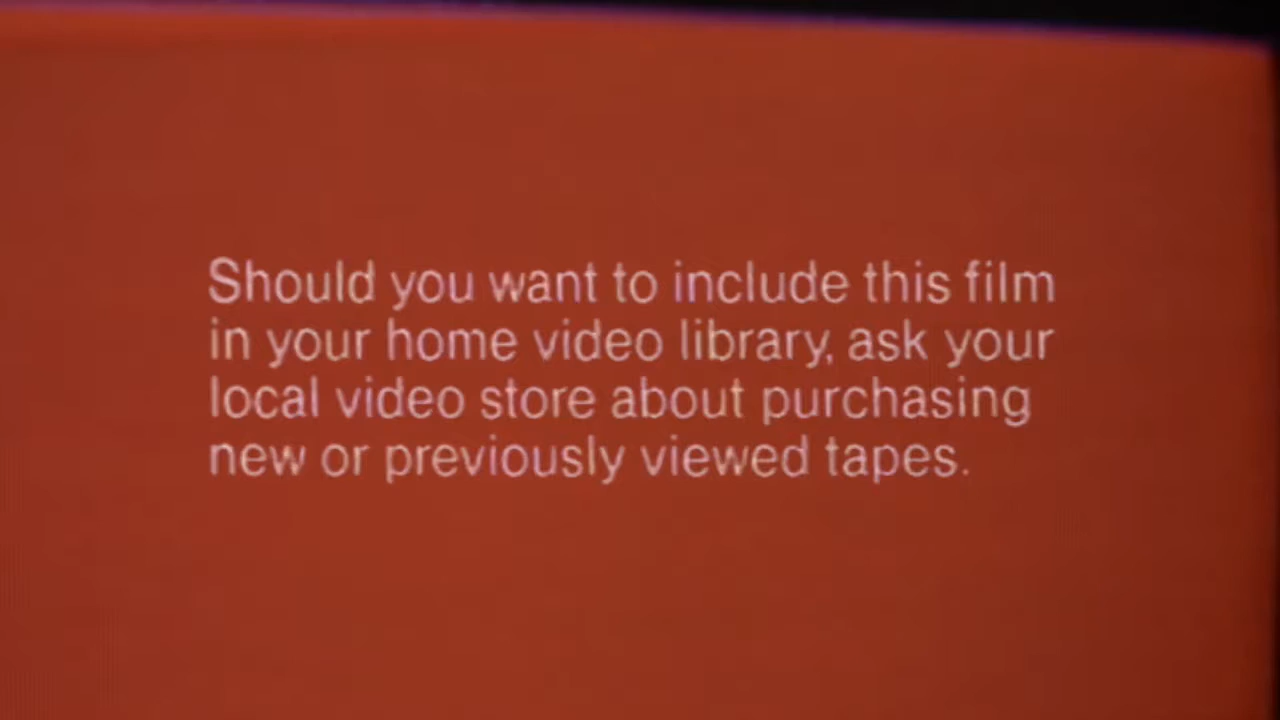 Should you want to include this film
in your home video library, ask your
local video store about purchasing
new or previously viewed tapes.